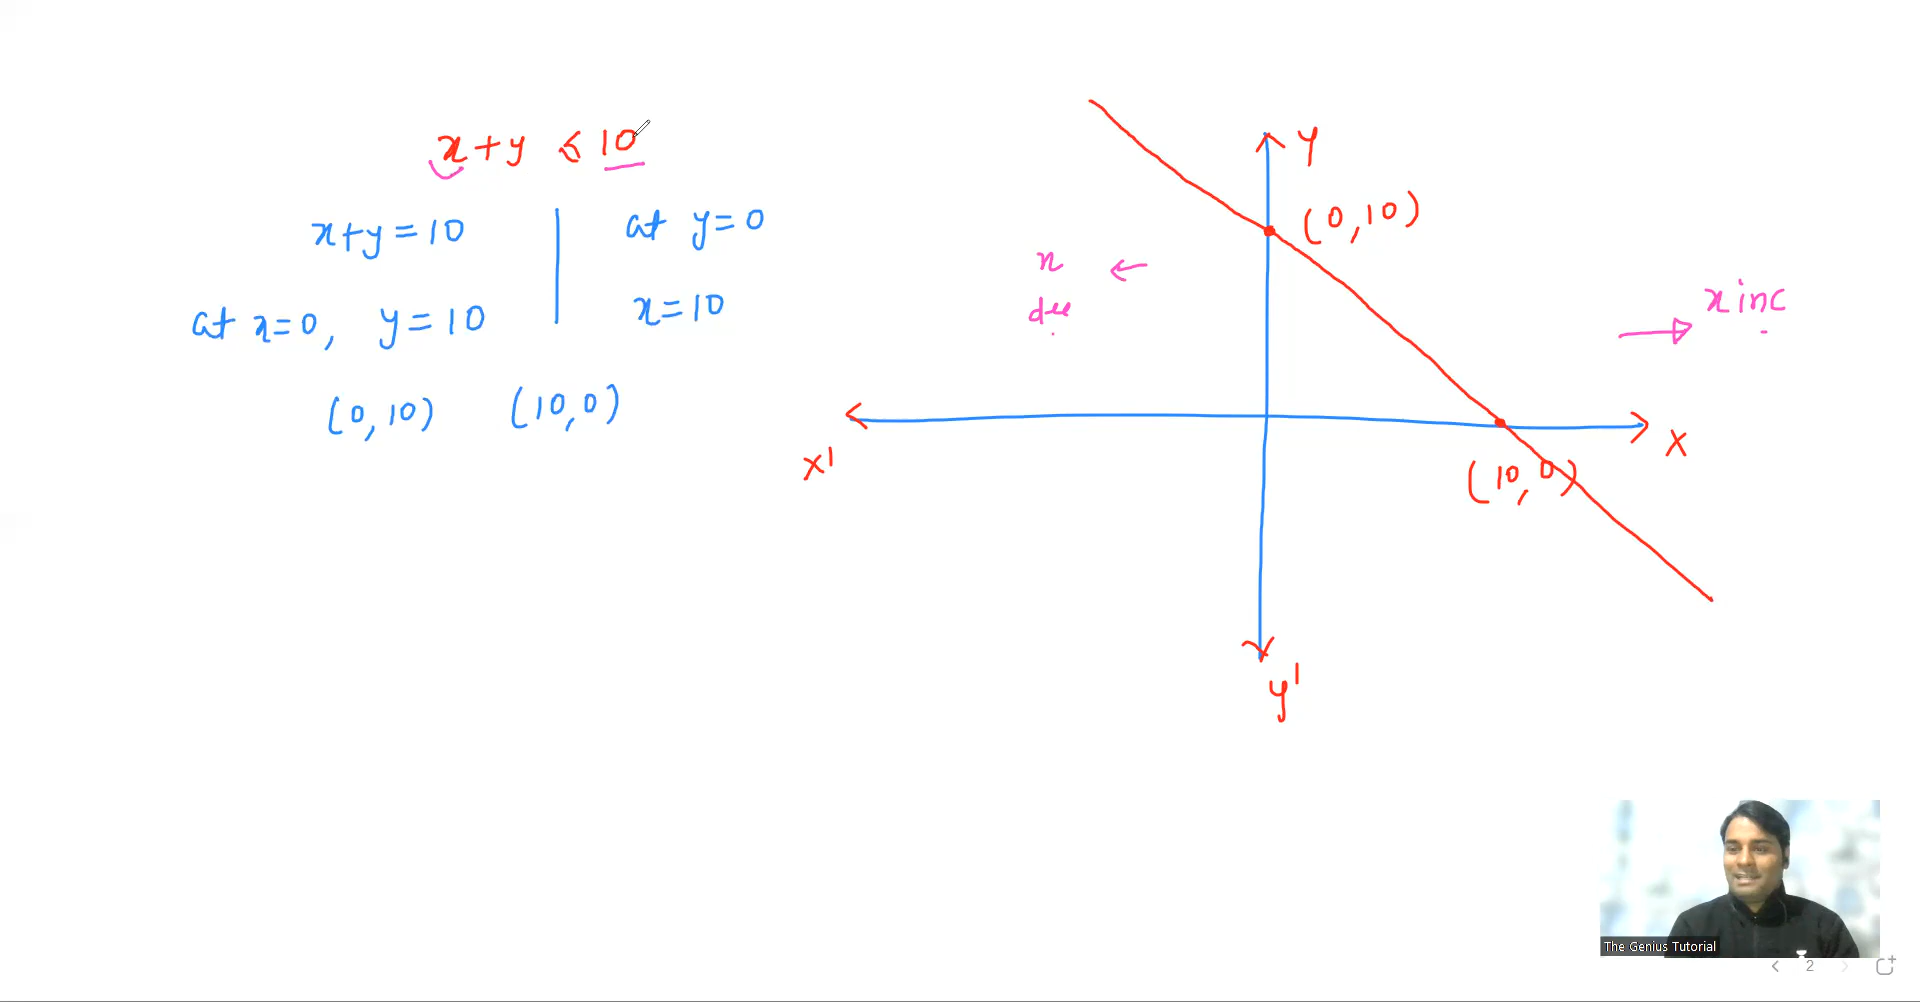 x+y ≤ 10
x+y = 10
at y=0
at x=0, y = 10
x = 10
(0, 10) (10, 0)
y
(0, 10)
x
dec
x inc
x
x'
(10, 0)
y'
The Genius Tutorial
2